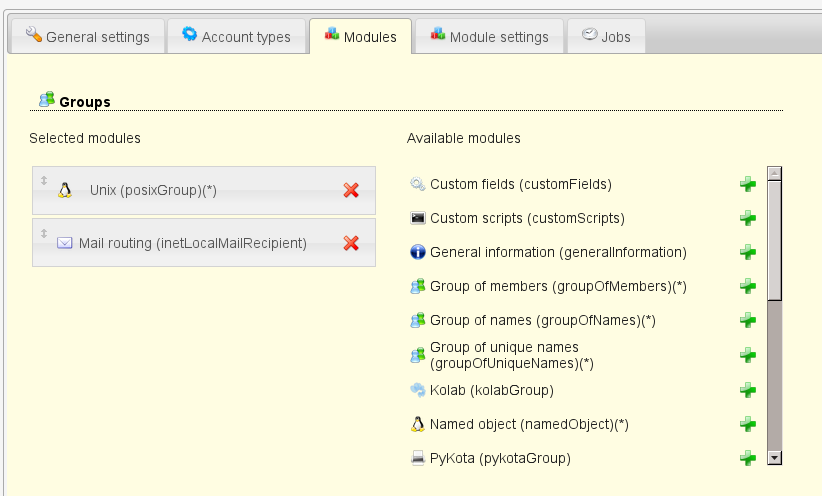 General settings
Account types
Modules
Module settings
Jobs
Groups
Selected modules
Available modules
Unix (posixGroup)(*)
Mail routing (inetLocalMailRecipient)
Custom fields (customFields)
Custom scripts (customScripts)
General information (generalInformation)
Group of members (groupOfMembers)(*)
Group of names (groupOfNames)(*)
Group of unique names
(groupOfUniqueNames)(*)
Kolab (kolabGroup)
Named object (namedObject)(*)
PyKota (pykotaGroup)